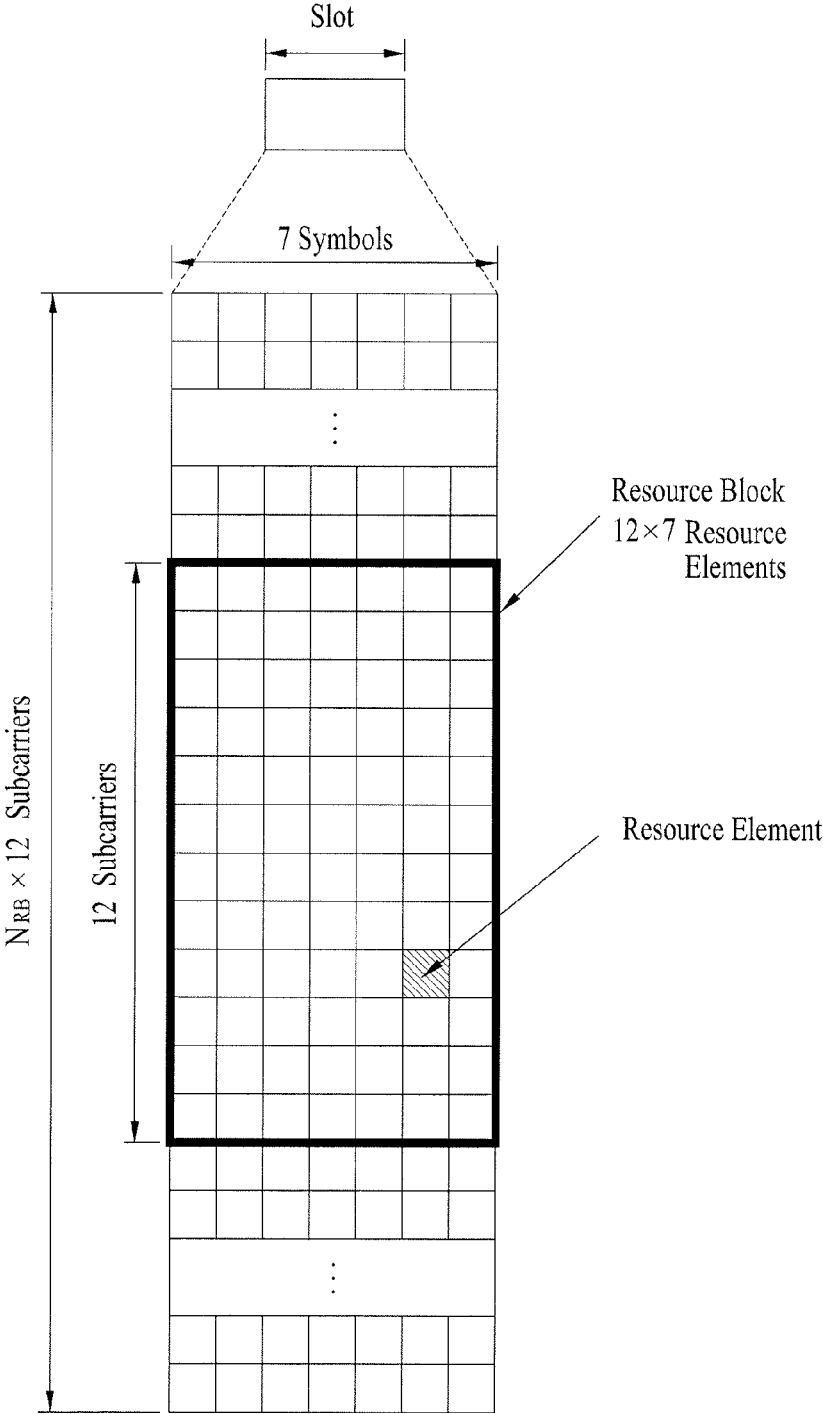 Slot
7 Symbols
Resource Block
12×7 Resource
Elements
NRB × 12 Subcarriers
12 Subcarriers
Resource Element